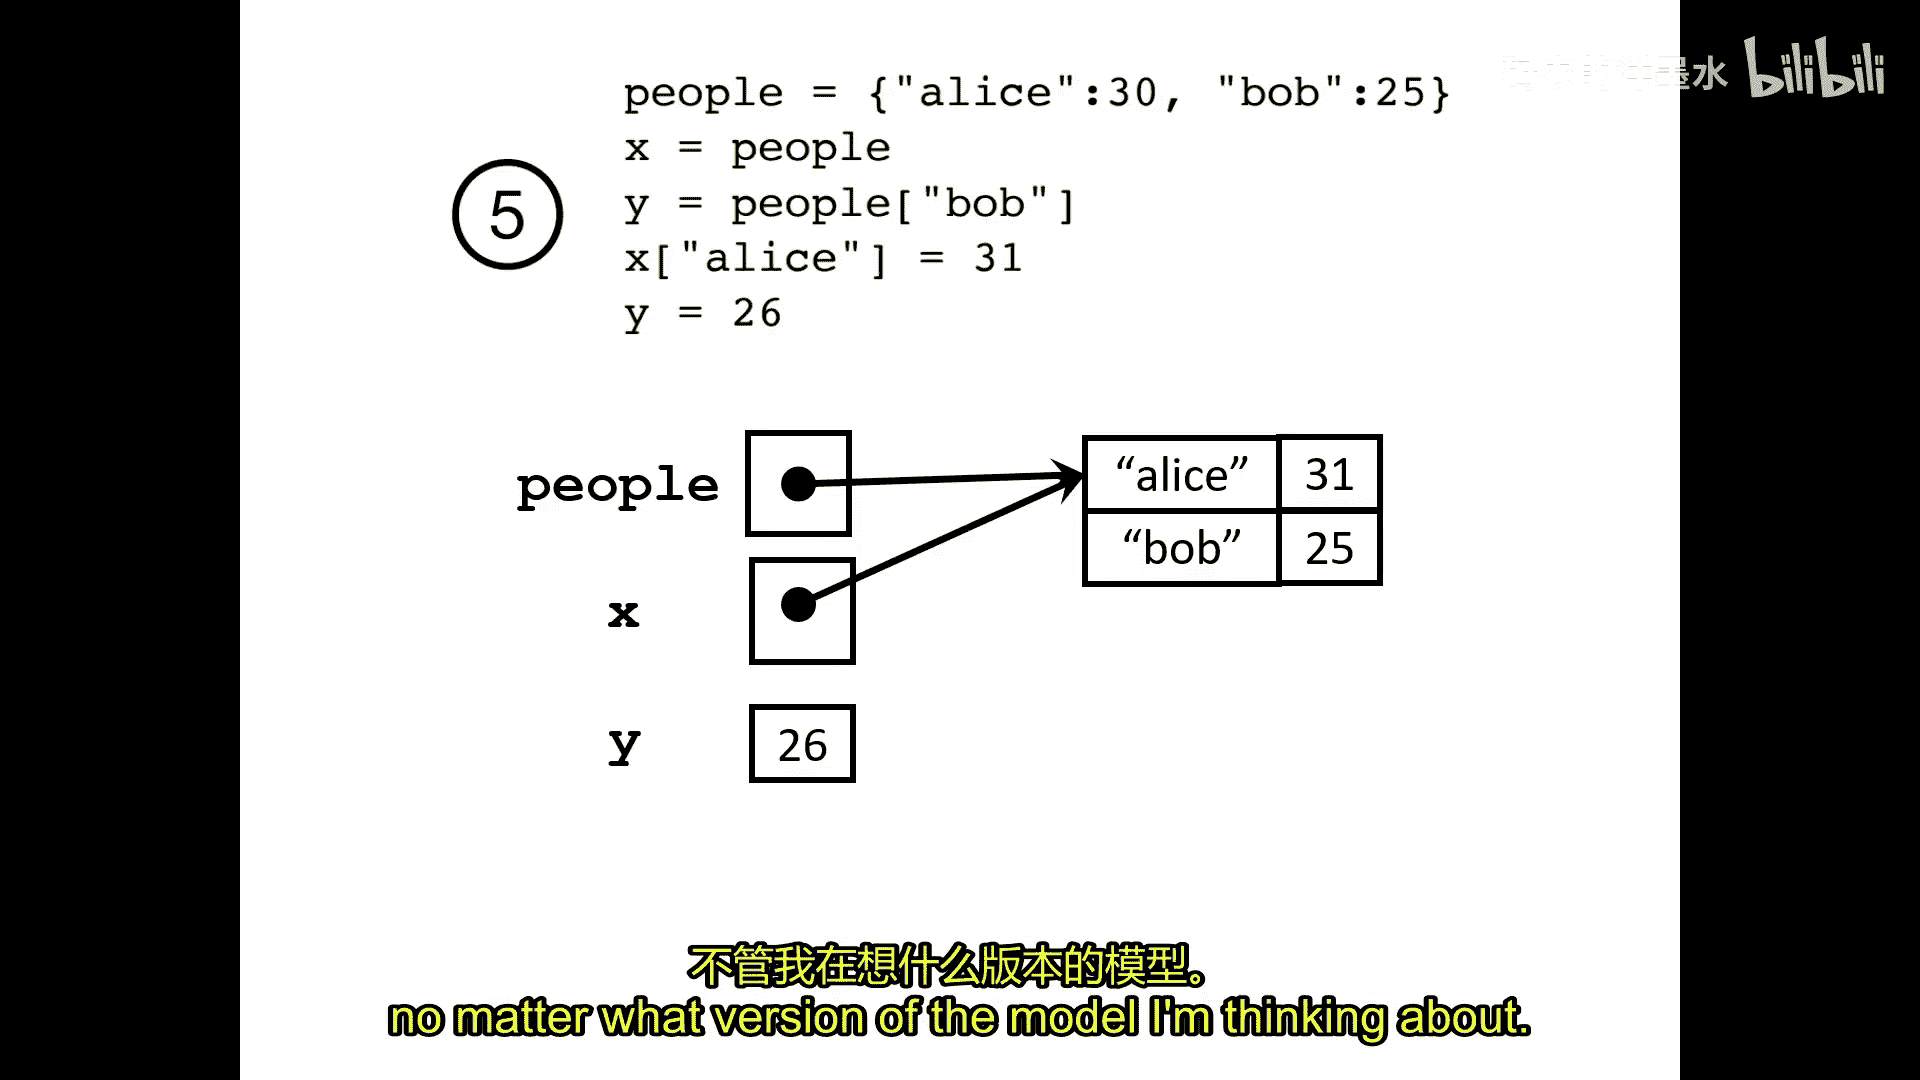 people = {"alice":30, "bob":25}
x = people
y = people["bob"]
x["alice"] = 31
y = 26
5
墨水 bilibili
people
x
y
26
“alice” 31
“bob” 25
不管我在想什么版本的模型。
no matter what version of the model I'm thinking about.